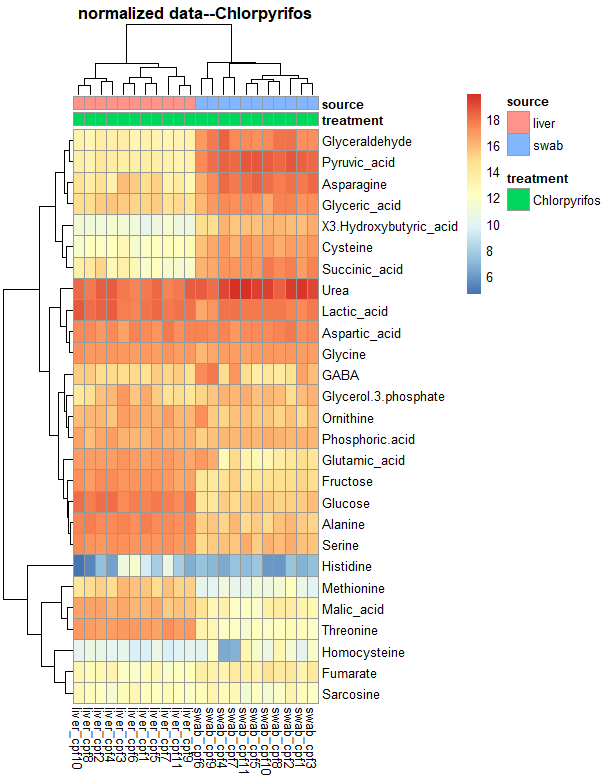 normalized data--Chlorpyrifos
source
treatment
Glyceraldehyde
Pyruvic_acid
Asparagine
Glyceric_acid
X3.Hydroxybutyric_acid
Cysteine
Succinic_acid
Urea
Lactic_acid
Aspartic_acid
Glycine
GABA
Glycerol.3.phosphate
Ornithine
Phosphoric.acid
Glutamic_acid
Fructose
Glucose
Alanine
Serine
Histidine
Methionine
Malic_acid
Threonine
Homocysteine
Fumarate
Sarcosine
liver_cpf10
liver_cpf8
liver_cpf2
liver_cpf4
liver_cpf3
liver_cpf6
liver_cpf1
liver_cpf5
liver_cpf7
liver_cpf11
liver_cpf9
swab_cpf6
swab_cpf9
swab_cpf4
swab_cpf7
swab_cpf11
swab_cpf5
swab_cpf10
swab_cpf8
swab_cpf2
swab_cpf1
swab_cpf3
18
16
14
12
10
8
6
source
liver
swab
treatment
Chlorpyrifos